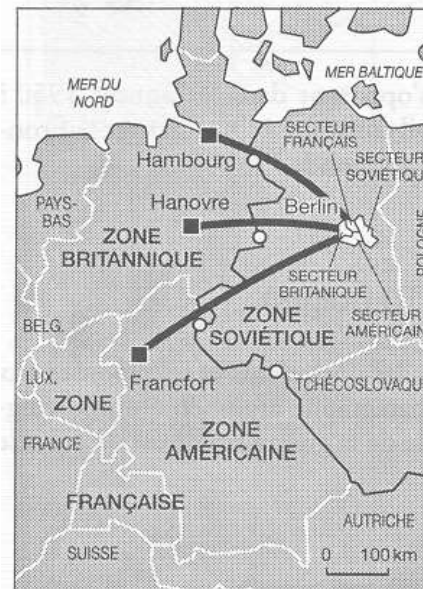 MER DU
NORD
MER BALTIQUE
SECTEUR
FRANÇAIS
SECTEUR
SOVIÉTIQUE
Hambourg
Hanovre
Berlin
PAYS-
BAS
ZONE
BRITANNIQUE
POLOGNE
SECTEUR
BRITANIQUE
SECTEUR
AMÉRICAIN
BELG.
ZONE
SOVIÉTIQUE
LUX.
Francfort
TCHÉCOSLOVAQUIE
ZONE
FRANCE
ZONE
AMÉRICAINE
FRANÇAISE
SUISSE
AUTRICHE
0 100 km